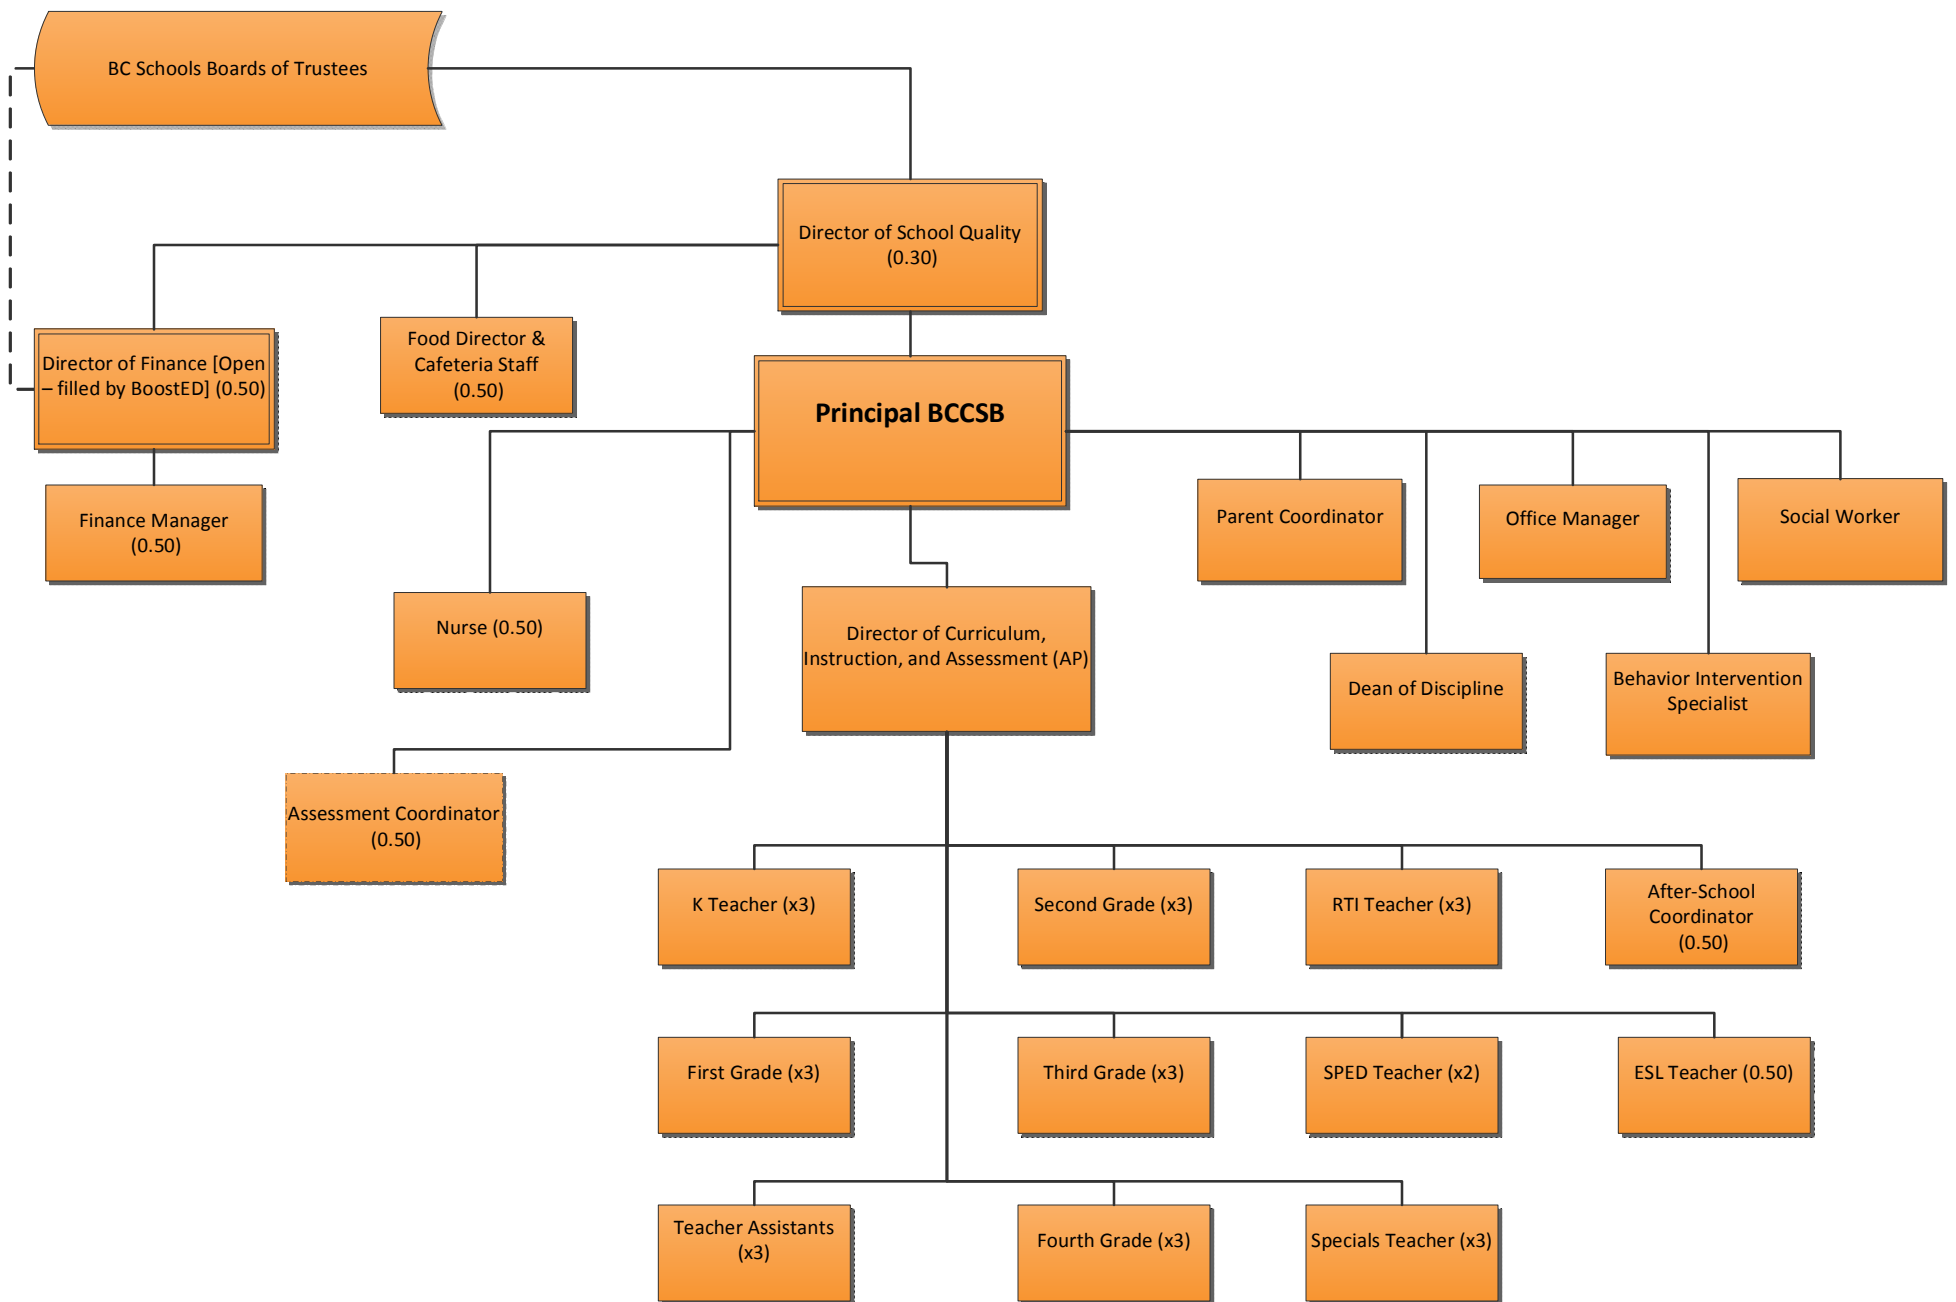 BC Schools Boards of Trustees
Director of School Quality
(0.30)
Director of Finance [Open
– filled by BoostED] (0.50)
Food Director &
Cafeteria Staff
(0.50)
Principal BCCSB
Finance Manager
(0.50)
Parent Coordinator
Office Manager
Social Worker
Nurse (0.50)
Director of Curriculum,
Instruction, and Assessment (AP)
Dean of Discipline
Behavior Intervention
Specialist
Assessment Coordinator
(0.50)
K Teacher (x3)
Second Grade (x3)
RTI Teacher (x3)
After-School
Coordinator
(0.50)
First Grade (x3)
Third Grade (x3)
SPED Teacher (x2)
ESL Teacher (0.50)
Teacher Assistants
(x3)
Fourth Grade (x3)
Specials Teacher (x3)